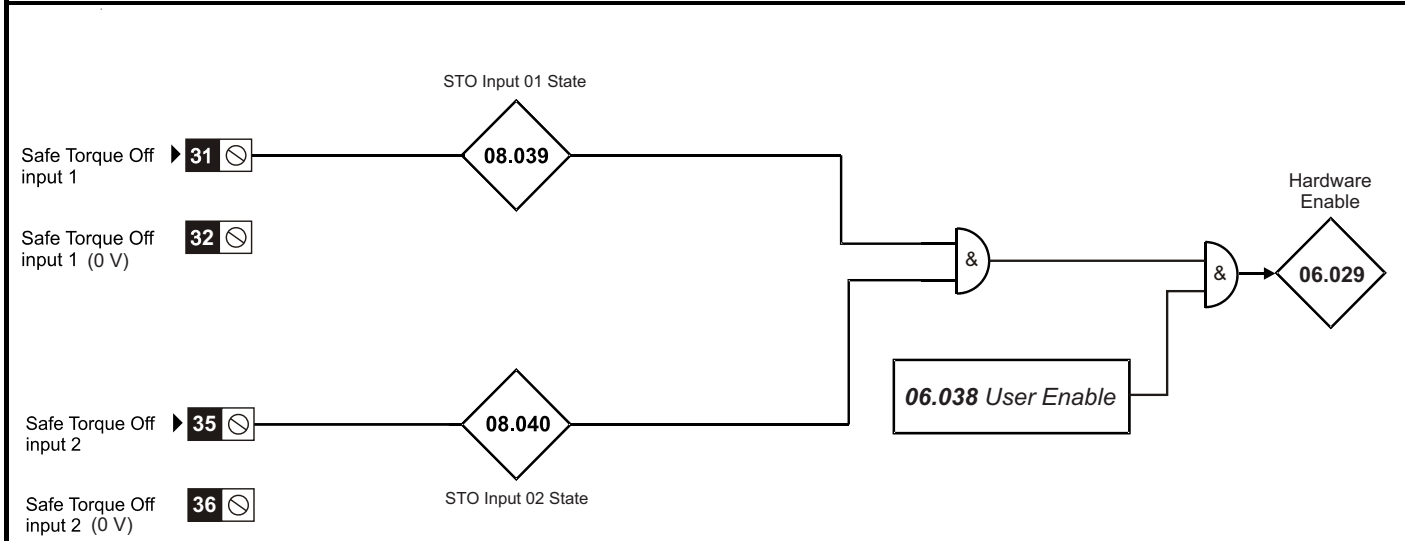 STO Input 01 State
Safe Torque Off
input 1
31
08.039
Hardware
Enable
Safe Torque Off
input 1 (0 V)
32
&
&
06.029
06.038 User Enable
Safe Torque Off
input 2
35
08.040
STO Input 02 State
Safe Torque Off
input 2 (0 V)
36